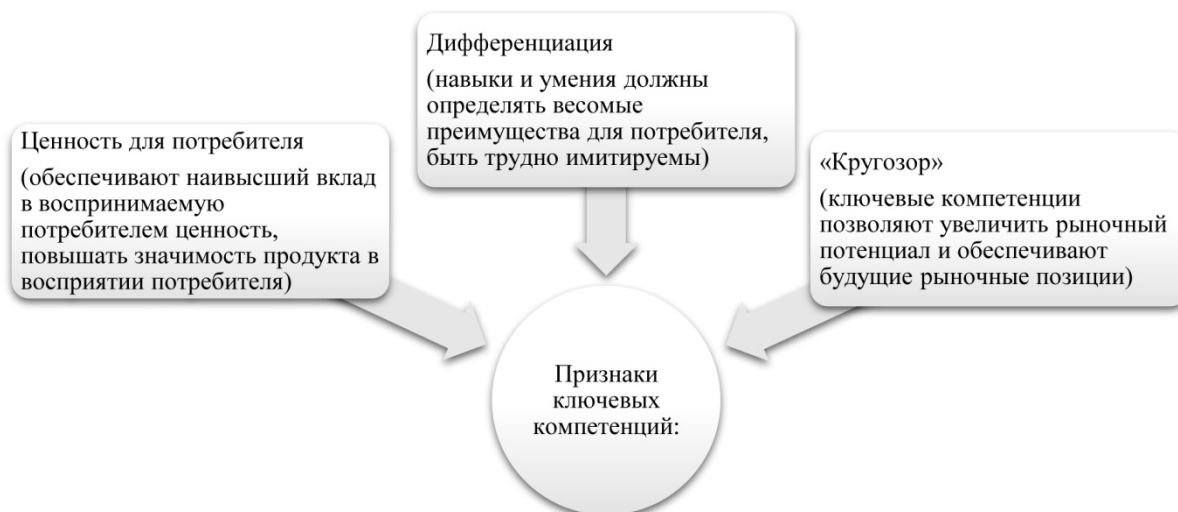 Ценность для потребителя
(обеспечивают наивысший вклад
в воспринимаемую
потребителем ценность,
повышать значимость продукта в
восприятии потребителя)
Дифференциация
(навыки и умения должны
определять весомые
преимущества для потребителя,
быть трудно имитируемы)
«Кругозор»
(ключевые компетенции
позволяют увеличить рыночный
потенциал и обеспечивают
будущие рыночные позиции)
Признаки
ключевых
компетенций: